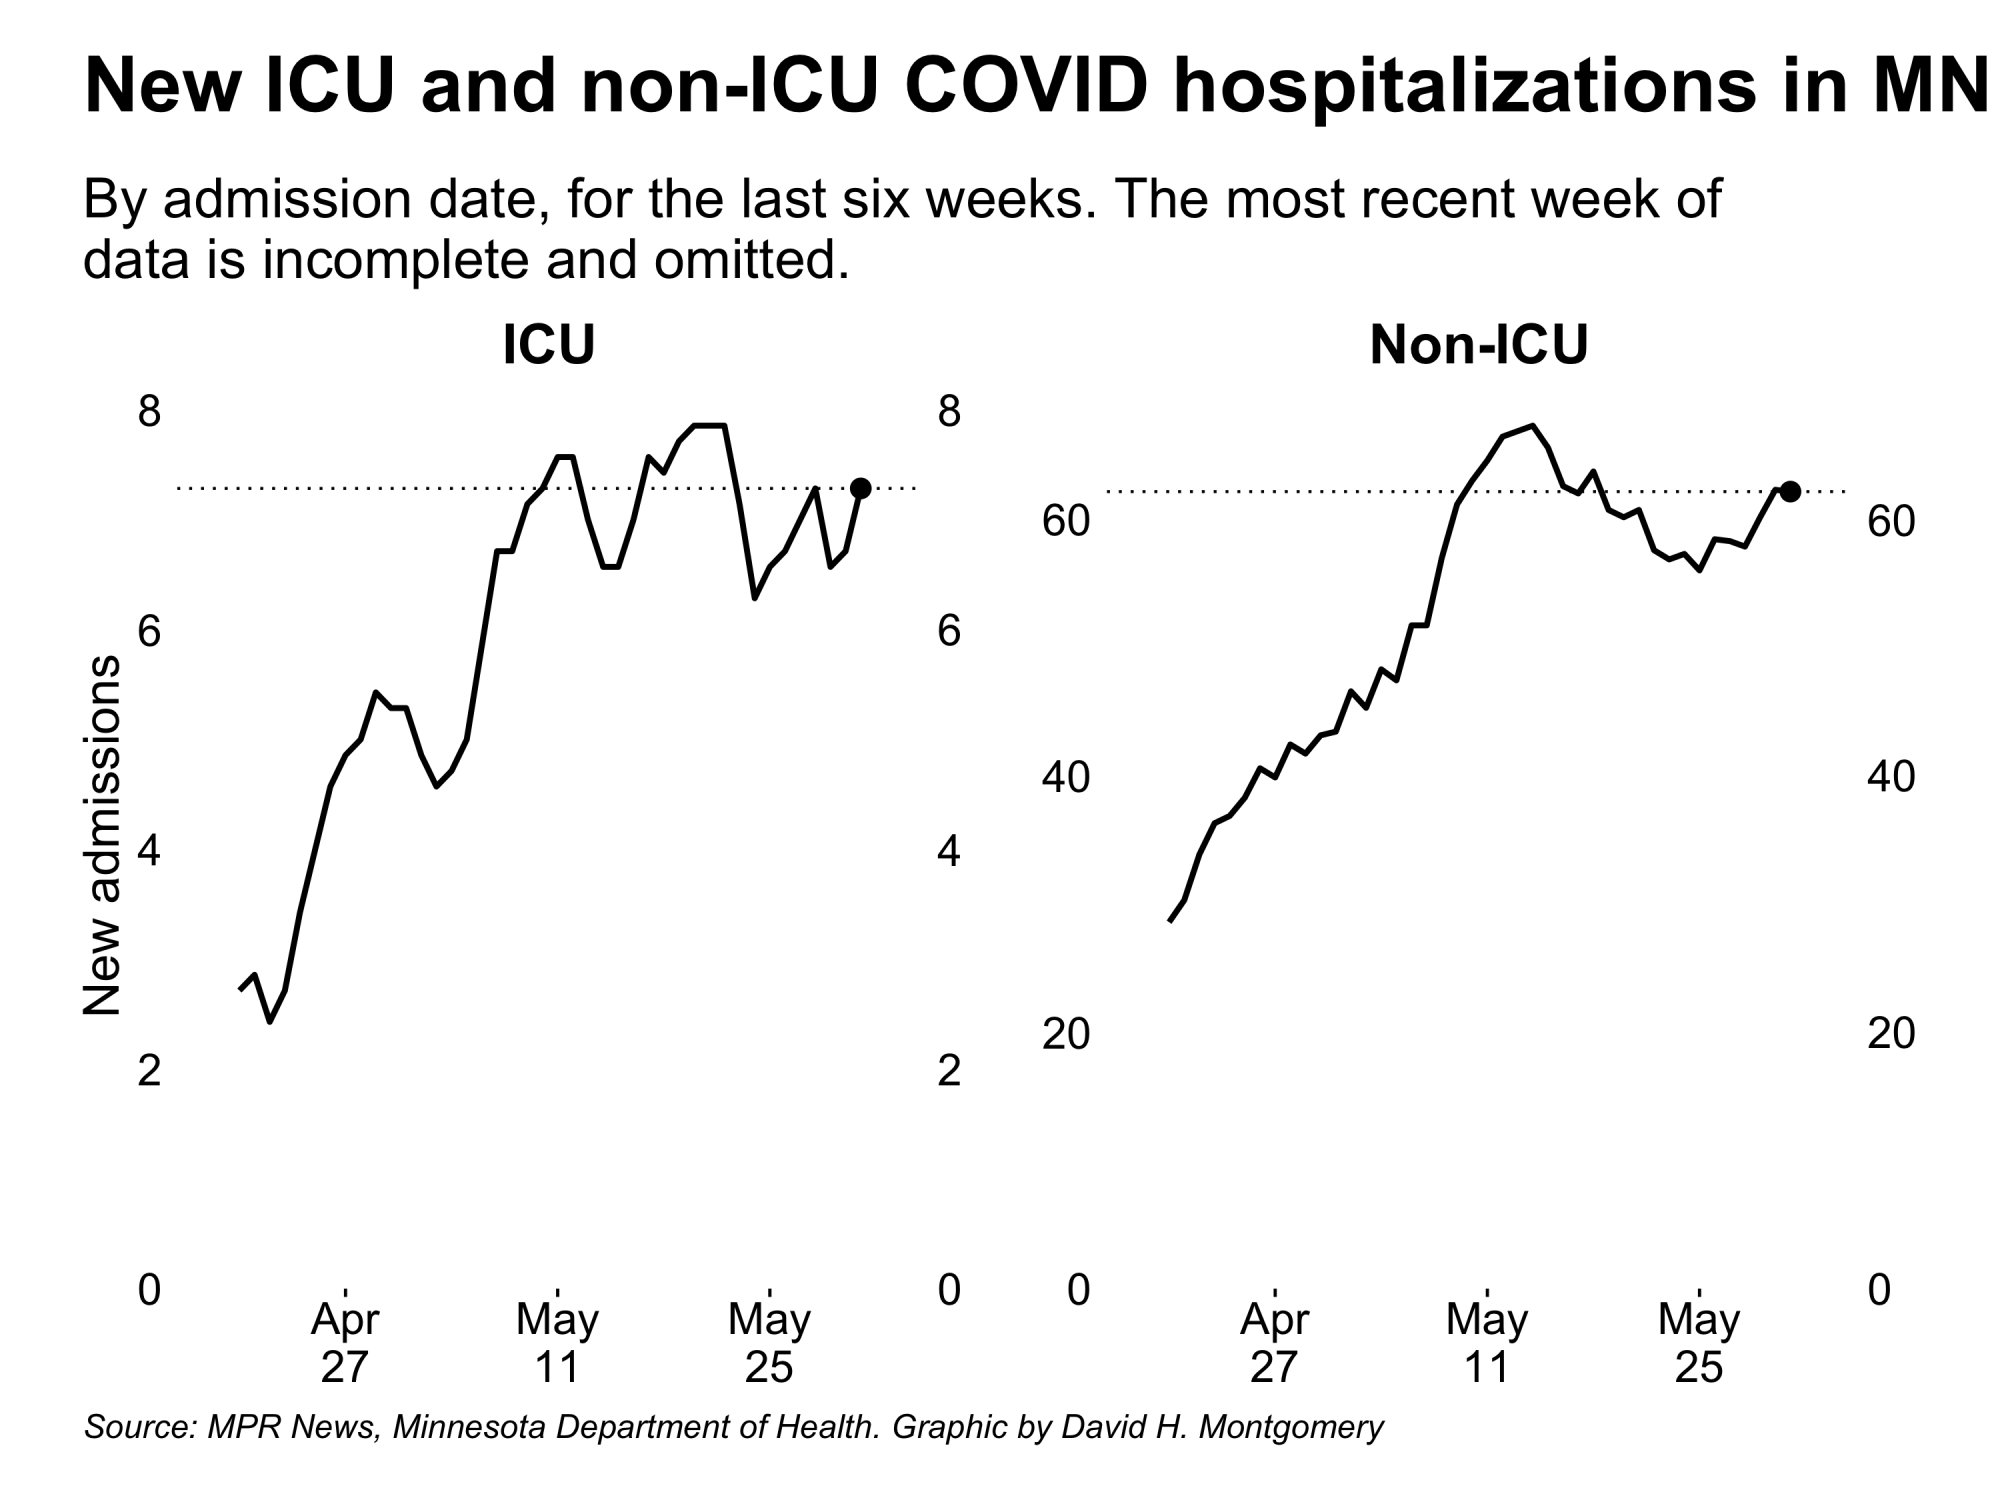 New ICU and non-ICU COVID hospitalizations in MN
By admission date, for the last six weeks. The most recent week of
data is incomplete and omitted.
ICU
New admissions
8
6
4
2
0
8
6
4
2
0
Apr
27
May
11
May
25
Non-ICU
60
40
20
0
60
40
20
0
Apr
27
May
11
May
25
Source: MPR News, Minnesota Department of Health. Graphic by David H. Montgomery